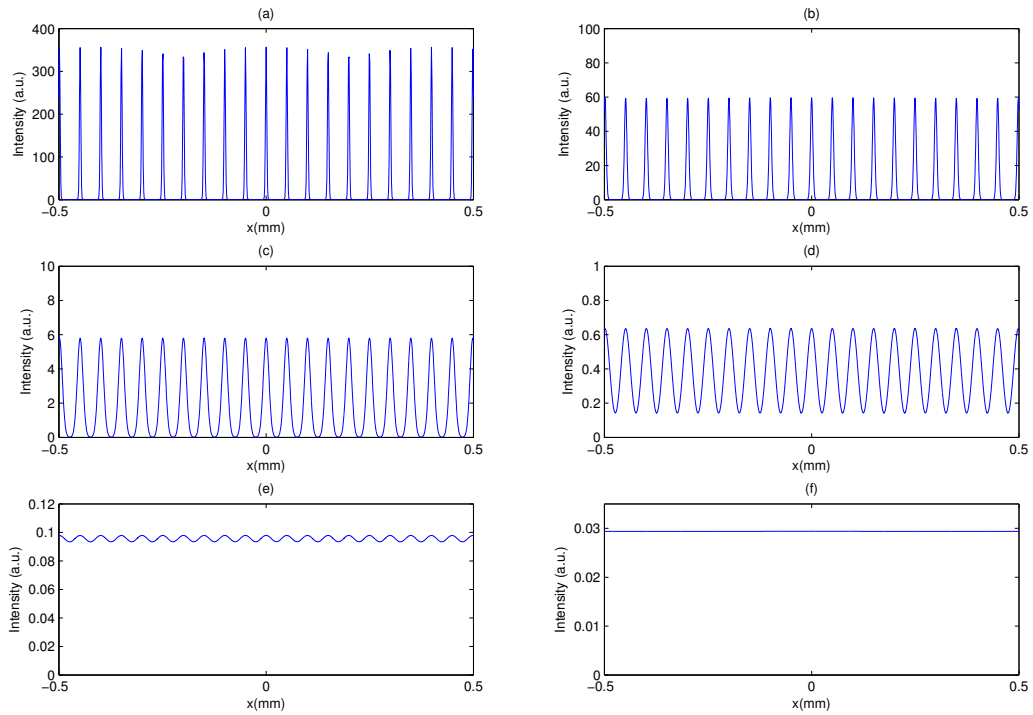 (a)
400
300
200
100
0
Intensity (a.u.)
−0.5
0
0.5
x(mm)
(b)
100
80
60
40
20
0
Intensity (a.u.)
−0.5
0
0.5
x(mm)
(c)
10
8
6
4
2
0
Intensity (a.u.)
−0.5
0
0.5
x(mm)
(d)
1
0.8
0.6
0.4
0.2
0
Intensity (a.u.)
−0.5
0
0.5
x(mm)
(e)
0.12
0.1
0.08
0.06
0.04
0.02
0
Intensity (a.u.)
−0.5
0
0.5
x(mm)
(f)
0.03
0.02
0.01
0
Intensity (a.u.)
−0.5
0
0.5
x(mm)